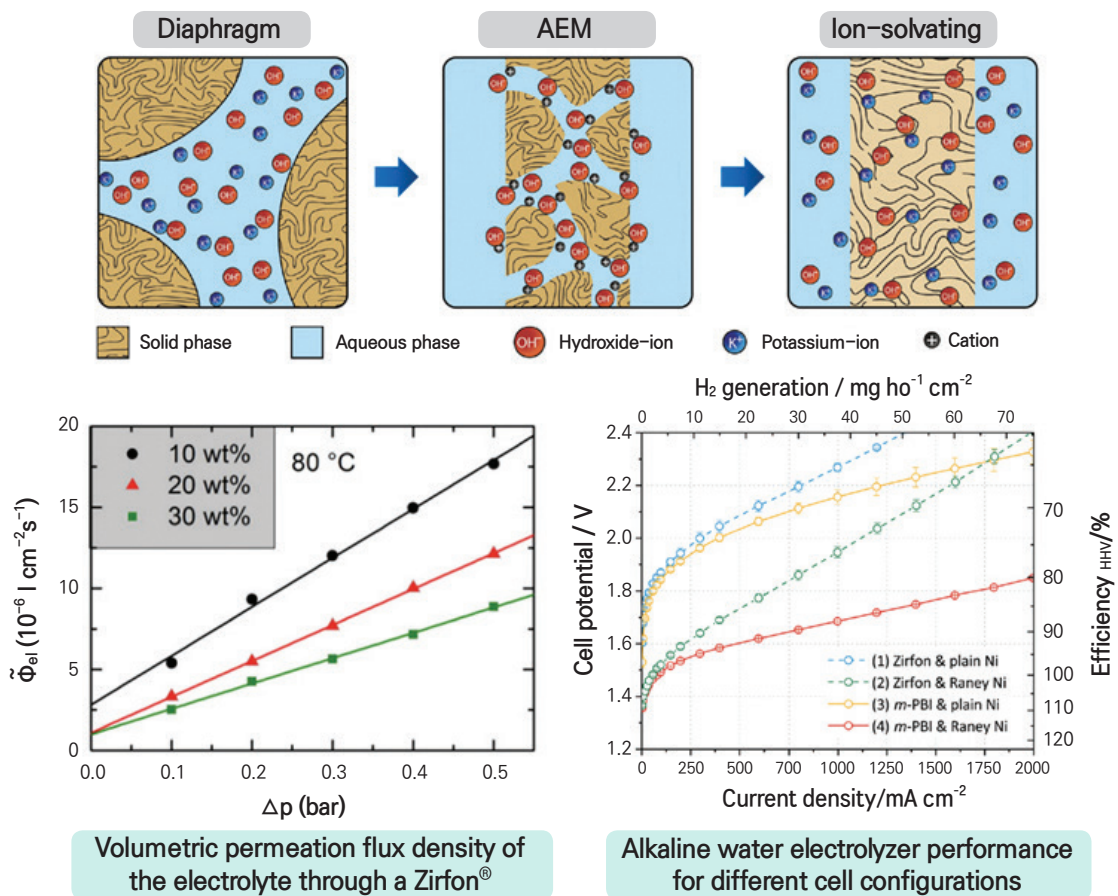 Diaphragm
AEM
Ion-solvating
OH⁻
K⁺
Solid phase
Aqueous phase
OH⁻ Hydroxide-ion
K⁺ Potassium-ion
+ Cation
20
15
10
5
0
Φ̃el (10⁻⁶ l cm⁻²s⁻¹)
10 wt%
20 wt%
30 wt%
80 °C
0.0 0.1 0.2 0.3 0.4 0.5
△p (bar)
Volumetric permeation flux density of
the electrolyte through a Zirfon®
H₂ generation / mg ho⁻¹ cm⁻²
0 15 30 45 60 75
2.4
2.2
2.0
1.8
1.6
1.4
1.2
Cell potential / V
70
80
90
100
110
120
Efficiency HHV/%
(1) Zirfon & plain Ni
(2) Zirfon & Raney Ni
(3) m-PBI & plain Ni
(4) m-PBI & Raney Ni
0 250 500 750 1000 1250 1500 1750 2000
Current density/mA cm⁻²
Alkaline water electrolyzer performance
for different cell configurations